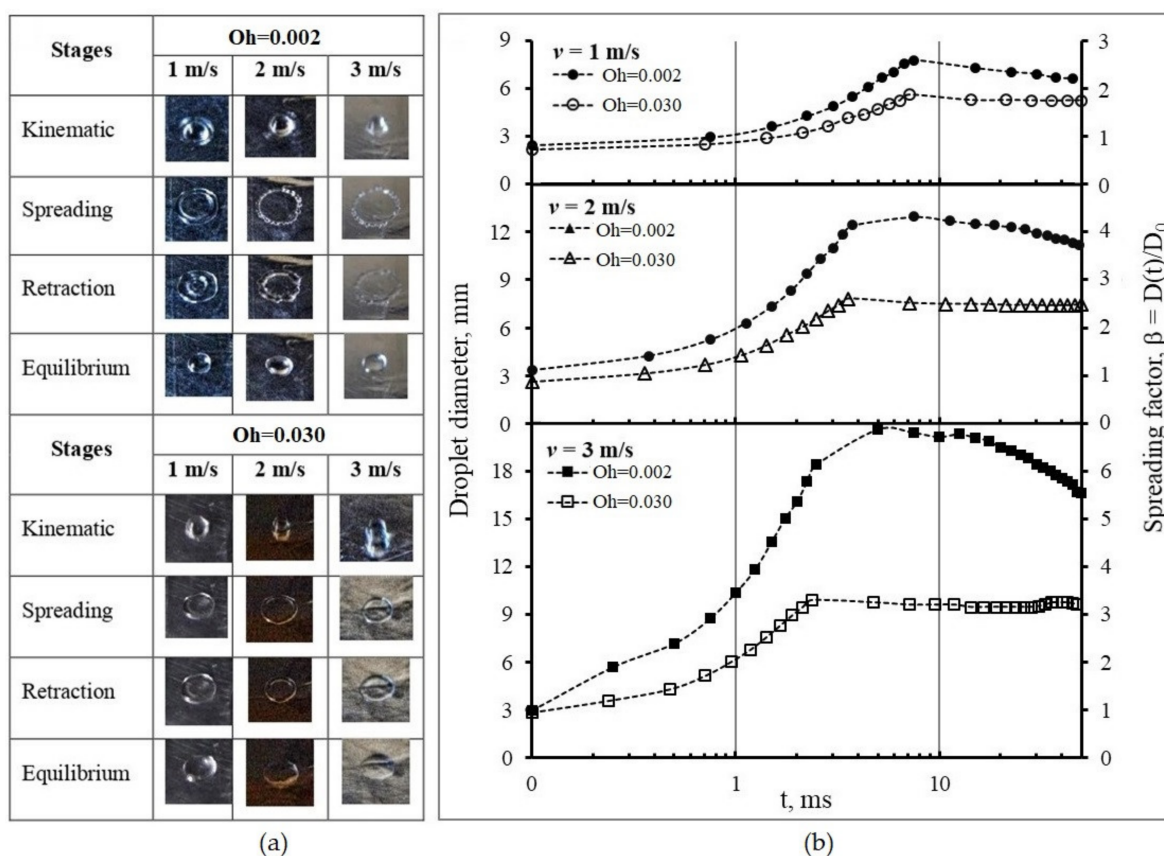 Stages
Oh=0.002
1 m/s 2 m/s 3 m/s
Kinematic
Spreading
Retraction
Equilibrium
Stages
Oh=0.030
1 m/s 2 m/s 3 m/s
Kinematic
Spreading
Retraction
Equilibrium
(a)
Droplet diameter, mm
9
6
3
0
v = 1 m/s
Oh=0.002
Oh=0.030
3
2
1
0
12
9
6
3
0
v = 2 m/s
Oh=0.002
Oh=0.030
4
3
2
1
0
18
15
12
9
6
3
0
v = 3 m/s
Oh=0.002
Oh=0.030
6
5
4
3
2
1
0
Spreading factor, β = D(t)/D₀
0 1 10
t, ms
(b)